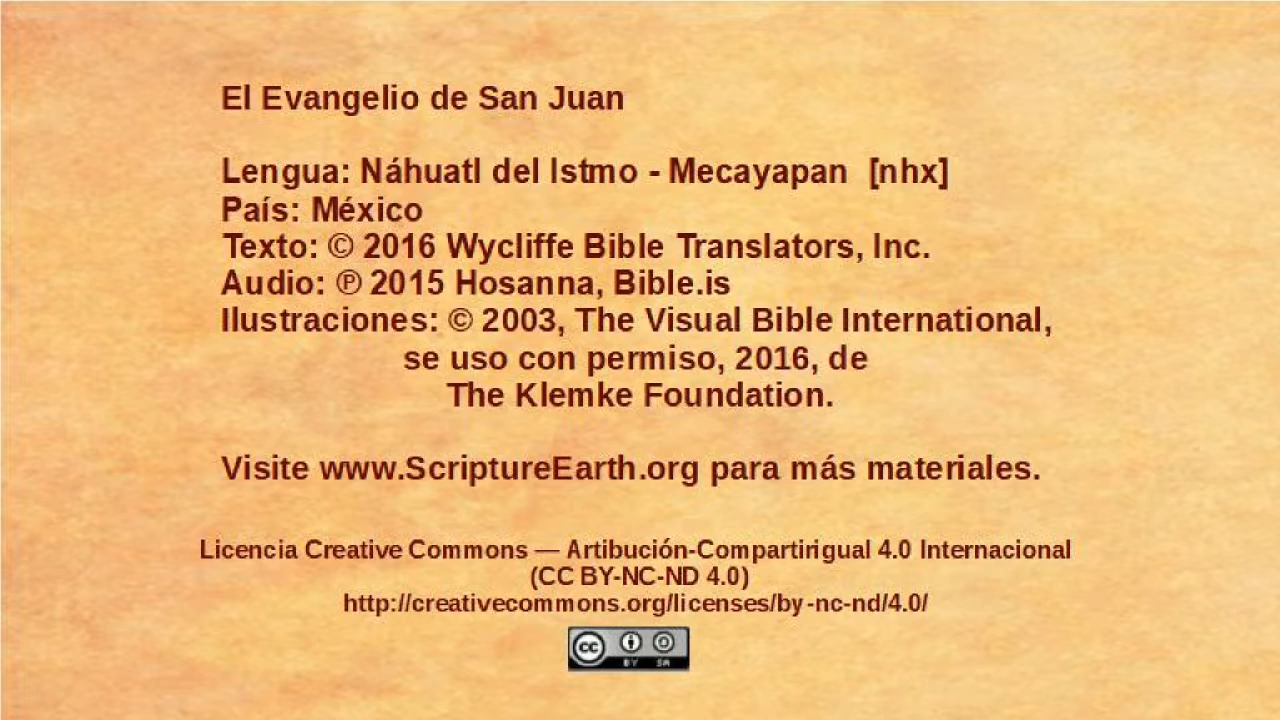 El Evangelio de San Juan
Lengua: Náhuatl del Istmo - Mecayapan [nhx]
País: México
Texto: © 2016 Wycliffe Bible Translators, Inc.
Audio: ℗ 2015 Hosanna, Bible.is
Ilustraciones: © 2003, The Visual Bible International,
se uso con permiso, 2016, de
The Klemke Foundation.
Visite www.ScriptureEarth.org para más materiales.
Licencia Creative Commons — Artibución-Compartirigual 4.0 Internacional
(CC BY-NC-ND 4.0)
http://creativecommons.org/licenses/by-nc-nd/4.0/
cc BY SA